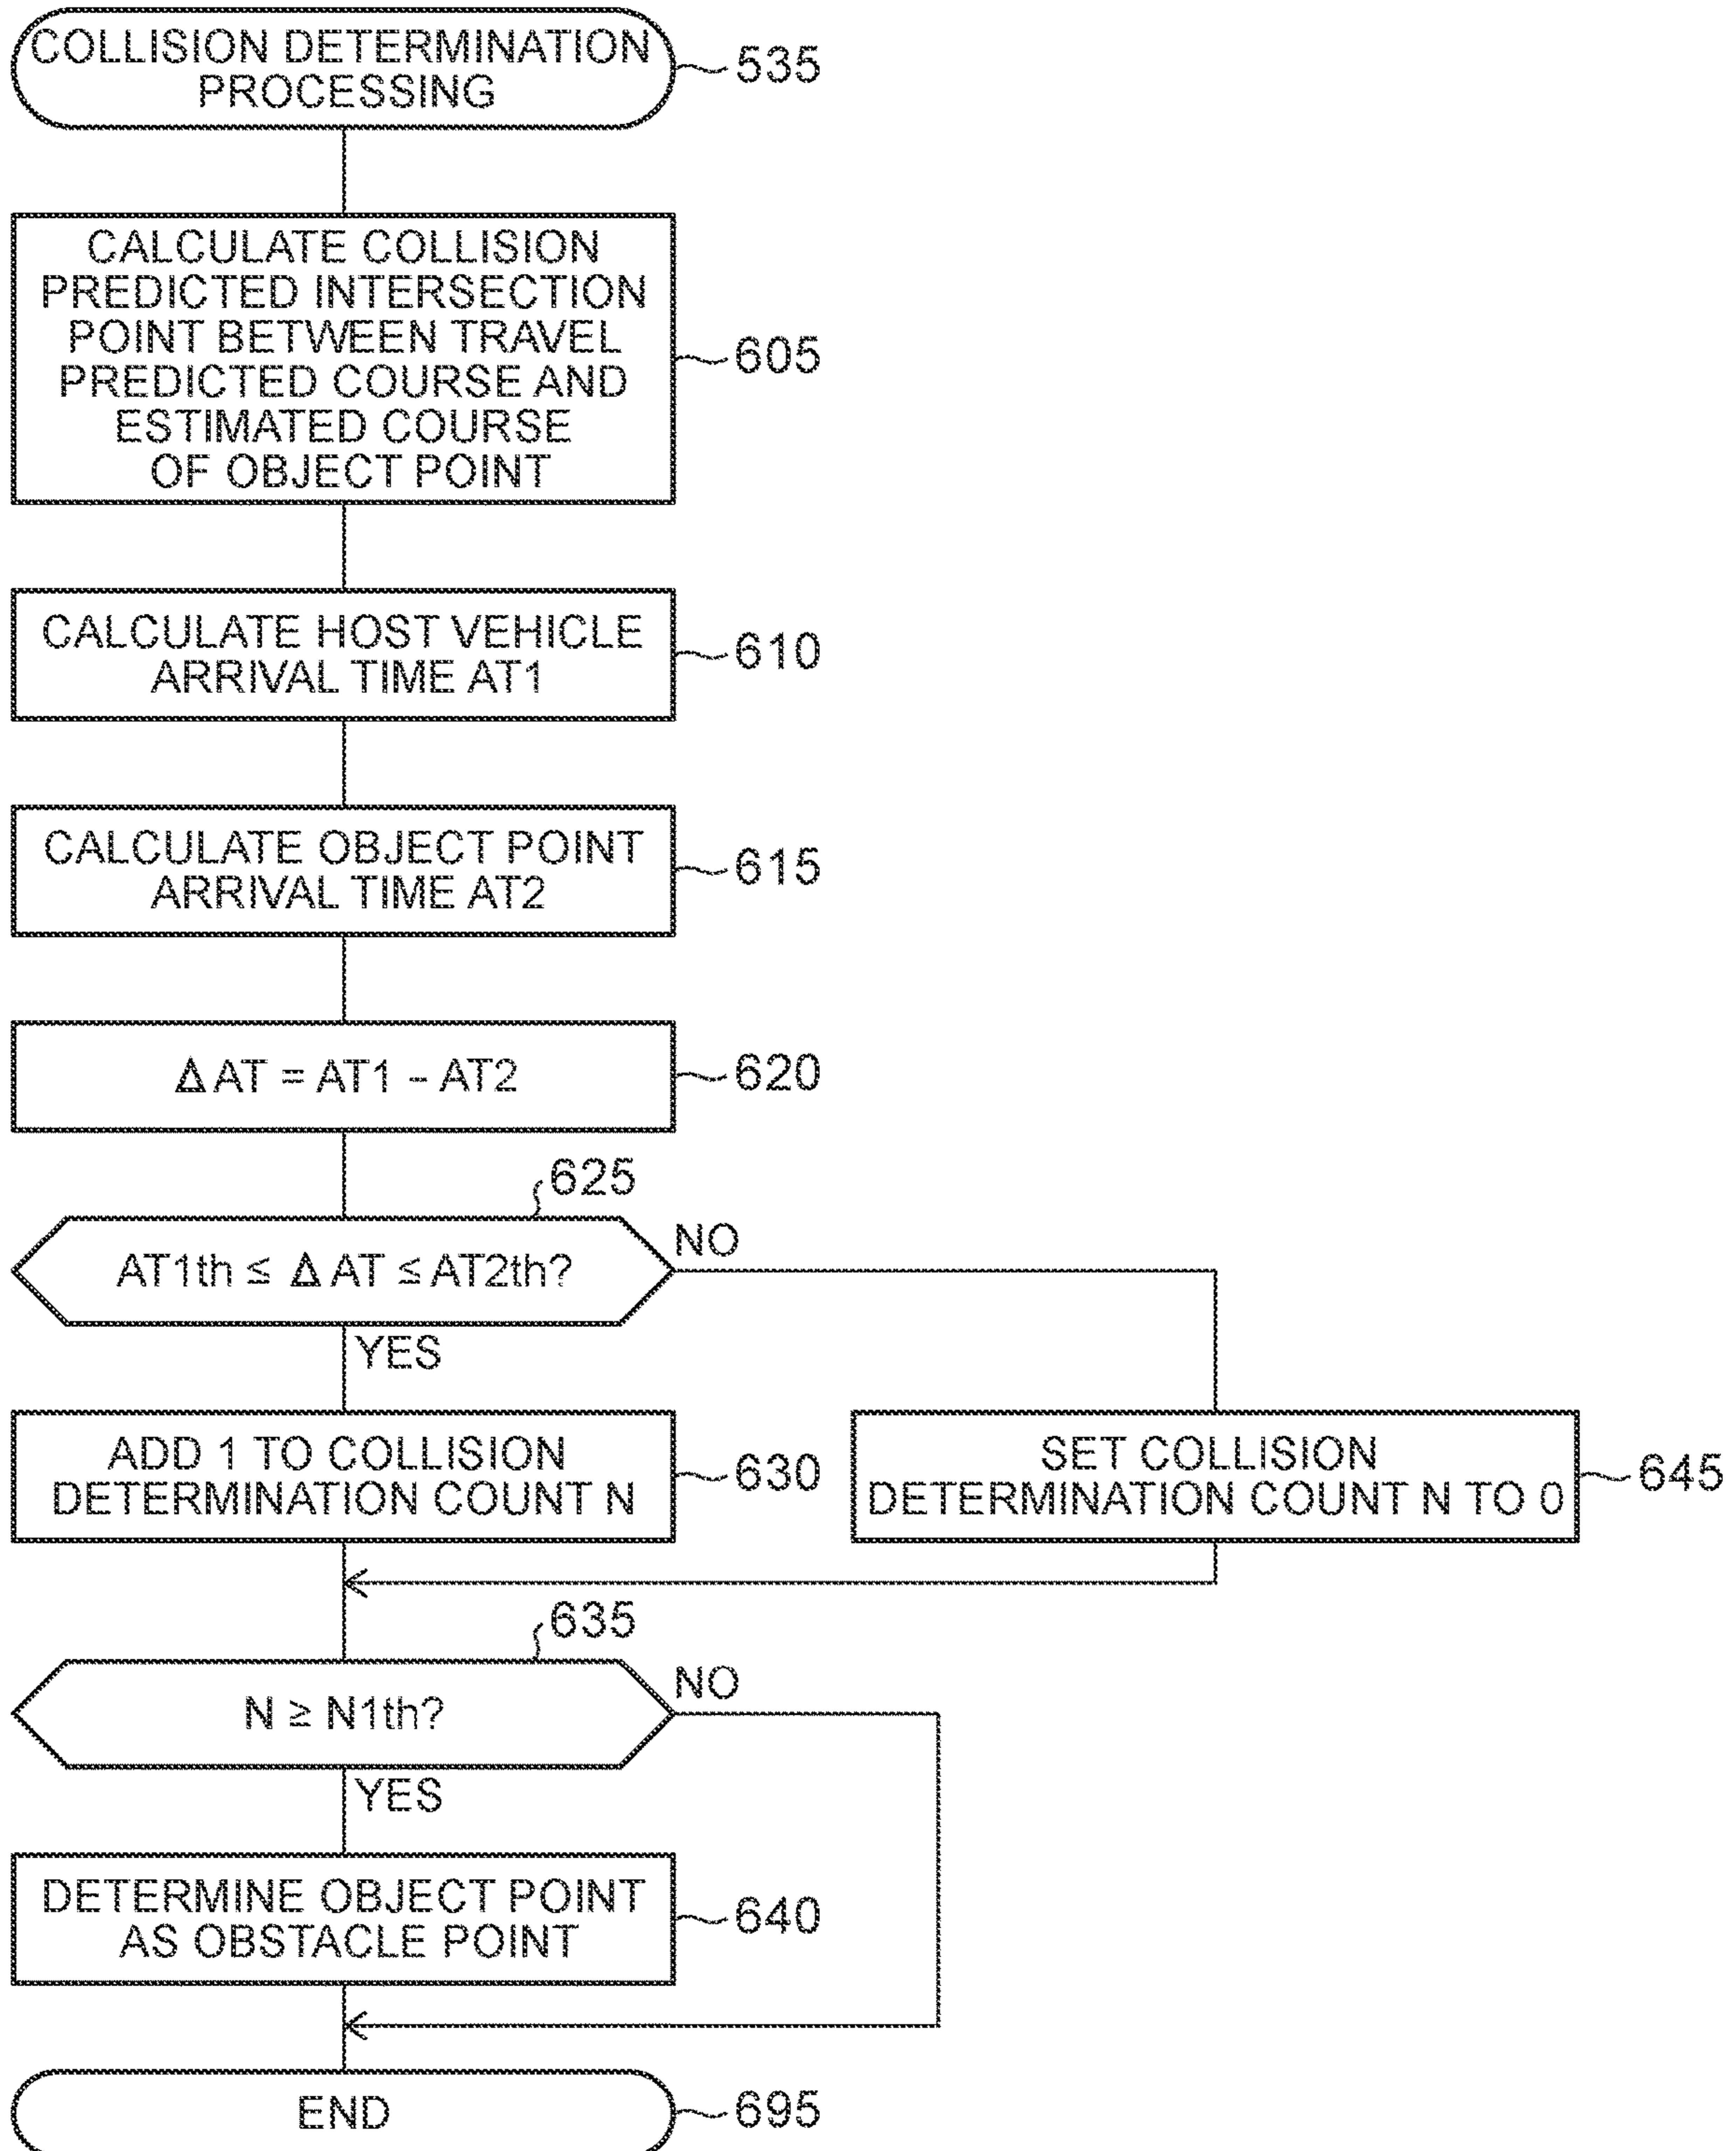 COLLISION DETERMINATION
PROCESSING
535
CALCULATE COLLISION
PREDICTED INTERSECTION
POINT BETWEEN TRAVEL
PREDICTED COURSE AND
ESTIMATED COURSE
OF OBJECT POINT
605
CALCULATE HOST VEHICLE
ARRIVAL TIME AT1
610
CALCULATE OBJECT POINT
ARRIVAL TIME AT2
615
Δ AT = AT1 - AT2
620
625
AT1th ≤ Δ AT ≤ AT2th?
NO
YES
ADD 1 TO COLLISION
DETERMINATION COUNT N
630
SET COLLISION
DETERMINATION COUNT N TO 0
645
635
N ≥ N1th?
NO
YES
DETERMINE OBJECT POINT
AS OBSTACLE POINT
640
END
695